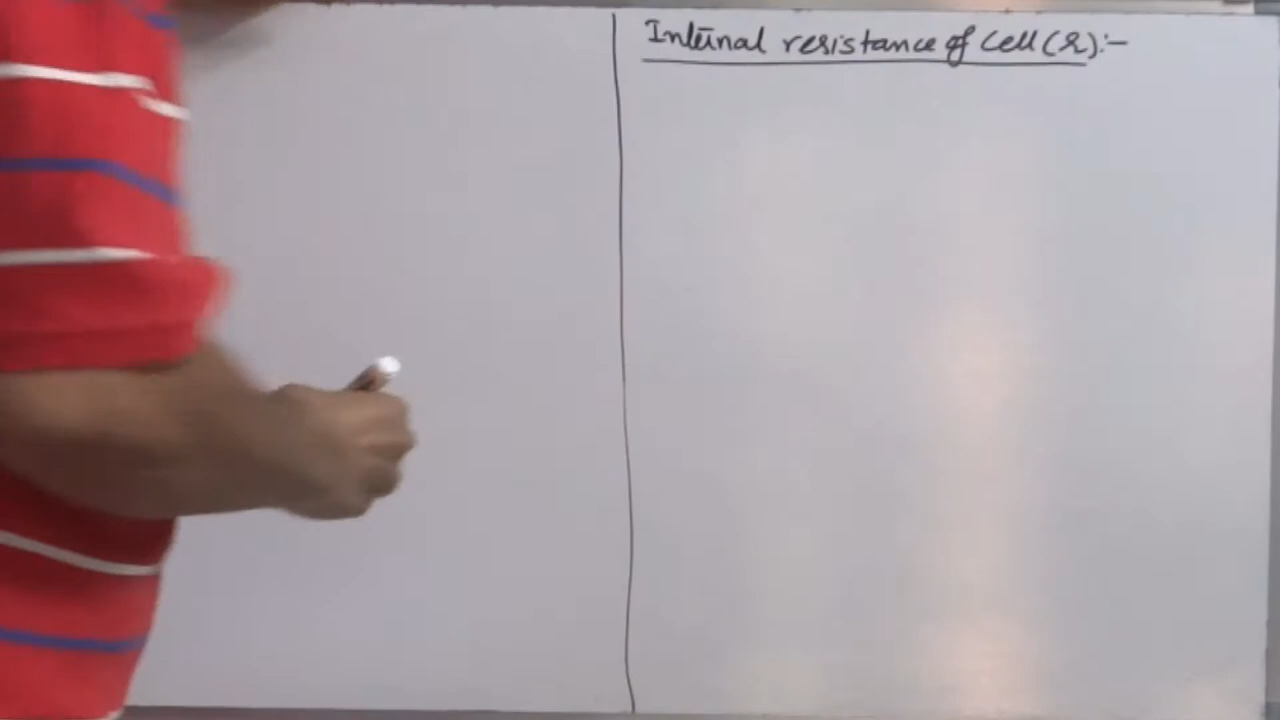 Internal resistance of cell (r):-